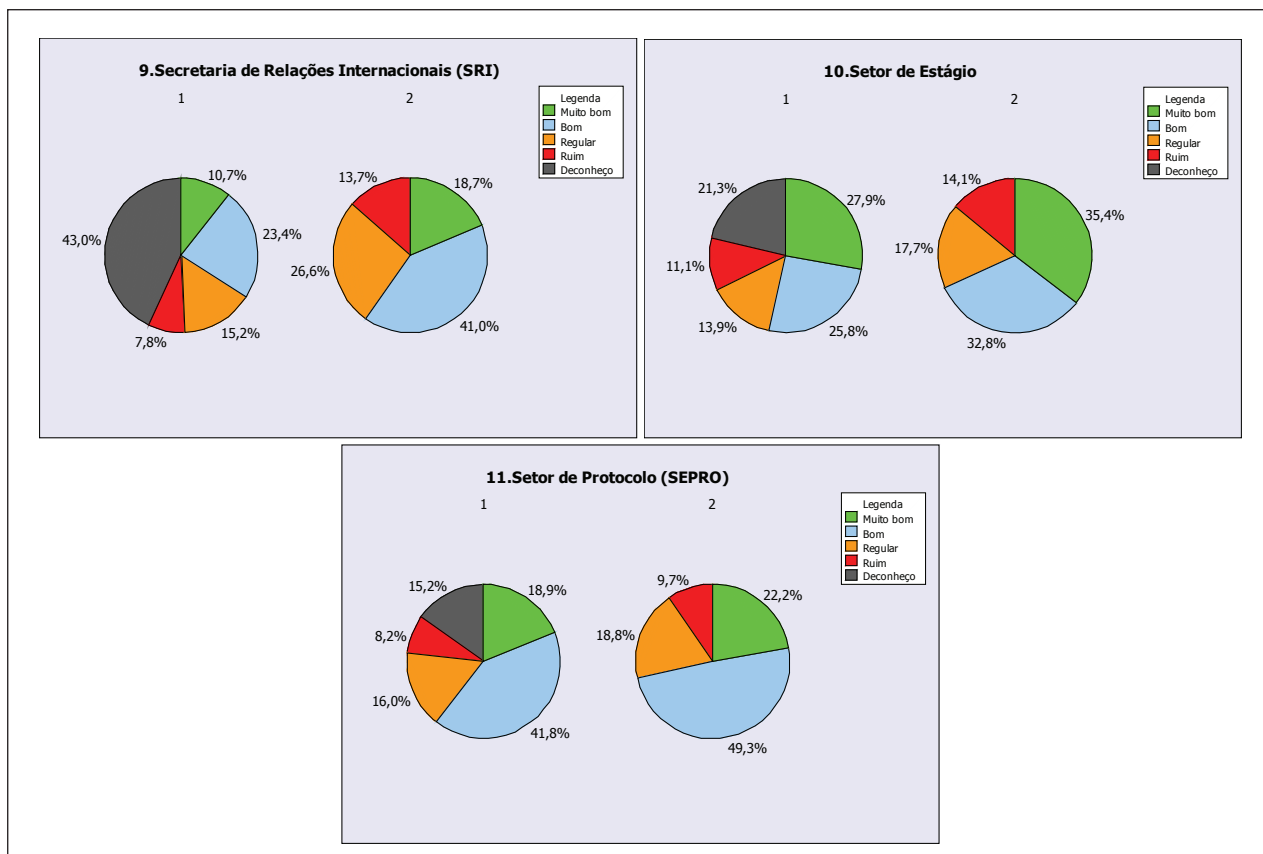 9.Secretaria de Relações Internacionais (SRI)
1
2
Legenda
Muito bom
Bom
Regular
Ruim
Deconheço
10,7%
23,4%
15,2%
7,8%
43,0%
18,7%
41,0%
26,6%
13,7%
10.Setor de Estágio
1
2
Legenda
Muito bom
Bom
Regular
Ruim
Deconheço
27,9%
25,8%
13,9%
11,1%
21,3%
35,4%
32,8%
17,7%
14,1%
11.Setor de Protocolo (SEPRO)
1
2
Legenda
Muito bom
Bom
Regular
Ruim
Deconheço
18,9%
41,8%
16,0%
8,2%
15,2%
22,2%
49,3%
18,8%
9,7%